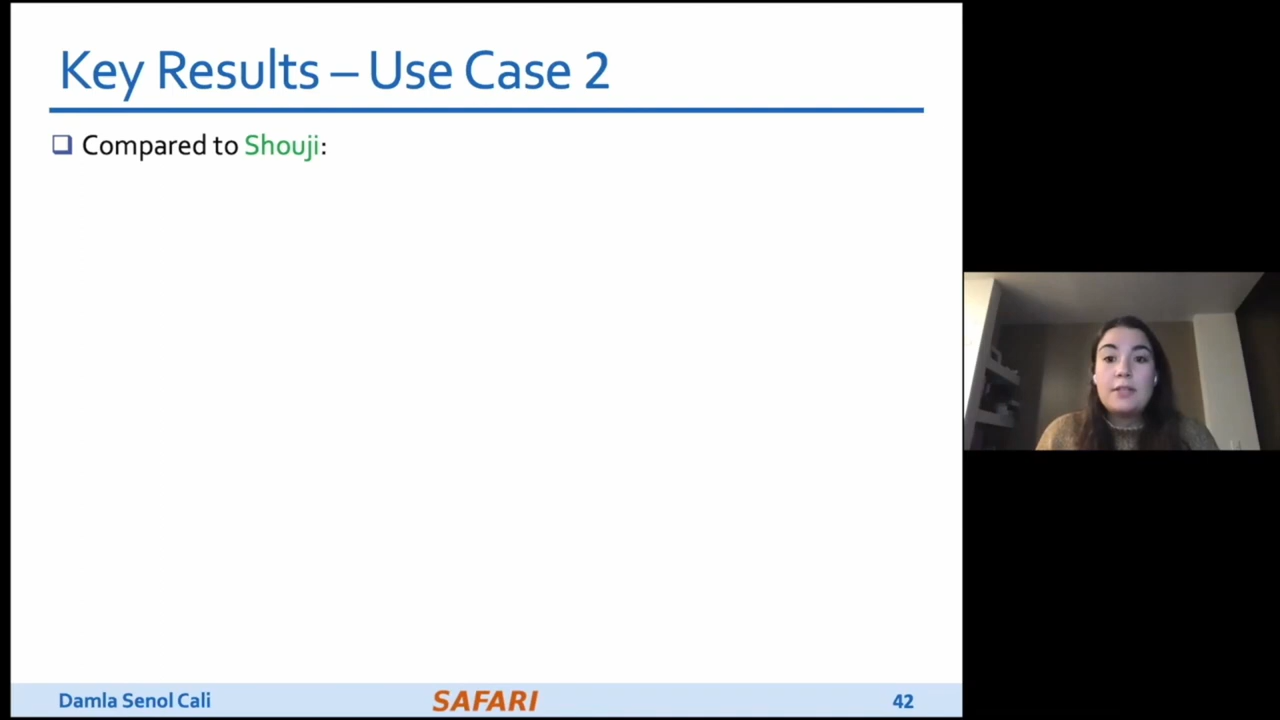 Key Results – Use Case 2
Compared to Shouji:
Damla Senol Cali
SAFARI
42